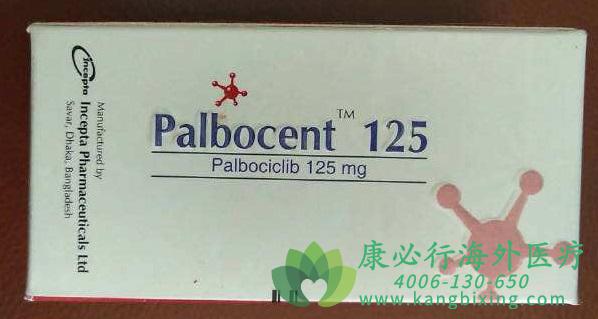 Incepta
Manufactured by
Incepta Pharmaceuticals Ltd
Savar, Dhaka, Bangladesh
Palbocent™ 125
Palbociclib 125 mg
康必行海外医疗
4006-130-650
www.kangbixing.com